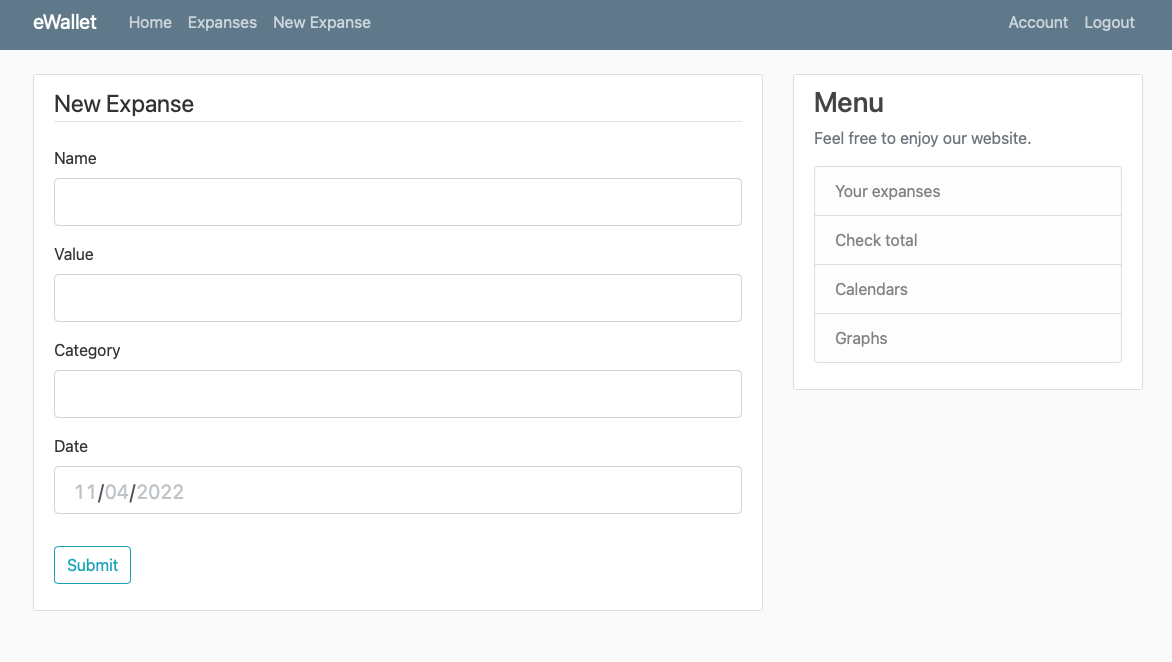 eWallet Home Expanses New Expanse Account Logout
New Expanse
Name
Value
Category
Date
11/04/2022
Submit
Menu
Feel free to enjoy our website.
Your expanses
Check total
Calendars
Graphs